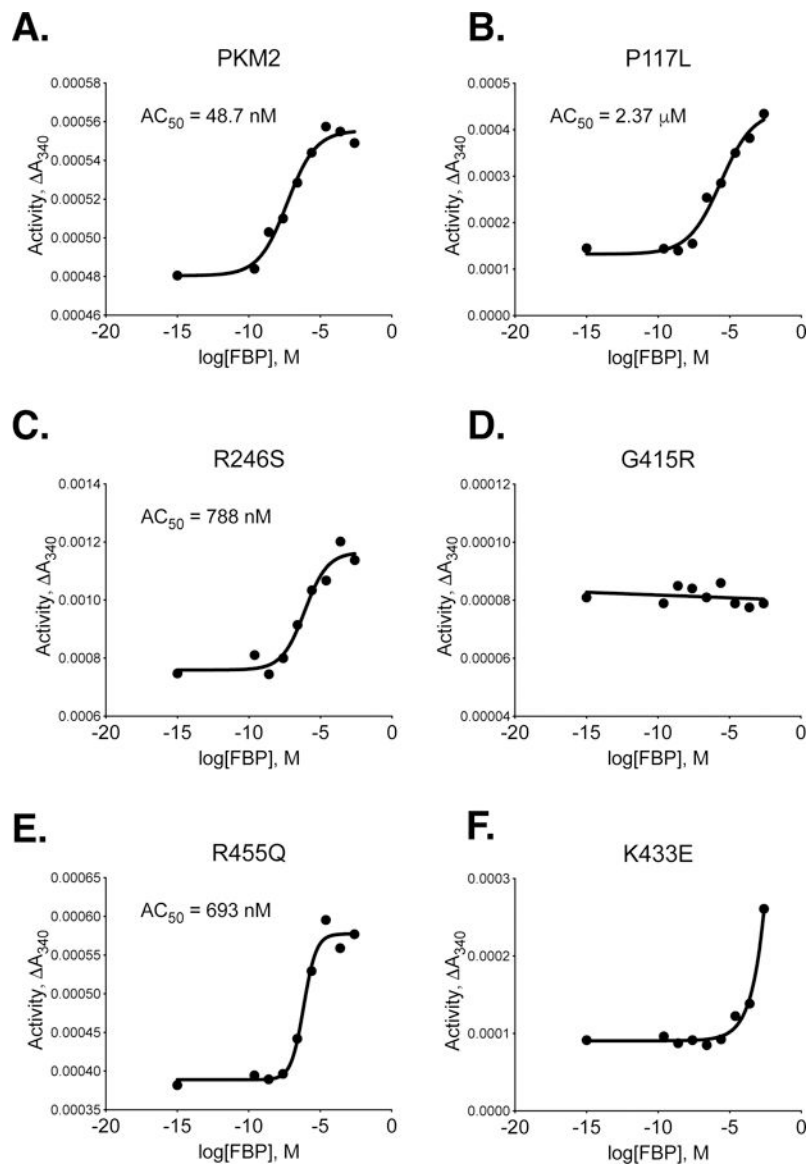 A.
PKM2
0.00058
0.00056
0.00054
0.00052
0.00050
0.00048
0.00046
Activity, ΔA340
AC50 = 48.7 nM
-20 -15 -10 -5 0
log[FBP], M
B.
P117L
0.0005
0.0004
0.0003
0.0002
0.0001
0.0000
Activity, ΔA340
AC50 = 2.37 μM
-20 -15 -10 -5 0
log[FBP], M
C.
R246S
0.0014
0.0012
0.0010
0.0008
0.0006
Activity, ΔA340
AC50 = 788 nM
-20 -15 -10 -5 0
log[FBP], M
D.
G415R
0.00012
0.00010
0.00008
0.00006
0.00004
Activity, ΔA340
-20 -15 -10 -5 0
log[FBP], M
E.
R455Q
0.00065
0.00060
0.00055
0.00050
0.00045
0.00040
0.00035
Activity, ΔA340
AC50 = 693 nM
-20 -15 -10 -5 0
log[FBP], M
F.
K433E
0.0003
0.0002
0.0001
0.0000
Activity, ΔA340
-20 -15 -10 -5 0
log[FBP], M